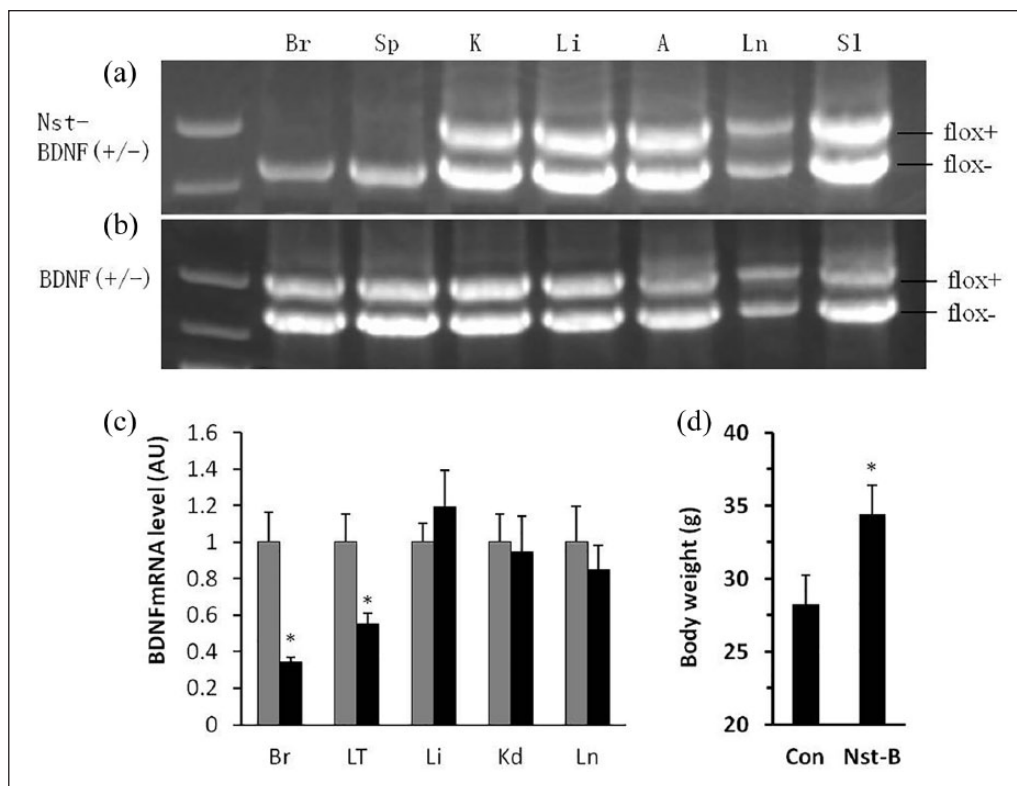 Br Sp K Li A Ln Sl
(a)
Nst-
BDNF(+/-)
flox+
flox-
(b)
BDNF(+/-)
flox+
flox-
(c)
BDNFmRNA level (AU)
1.6
1.4
1.2
1
0.8
0.6
0.4
0.2
0
*
*
Br LT Li Kd Ln
(d)
Body weight (g)
40
35
30
25
20
*
Con Nst-B